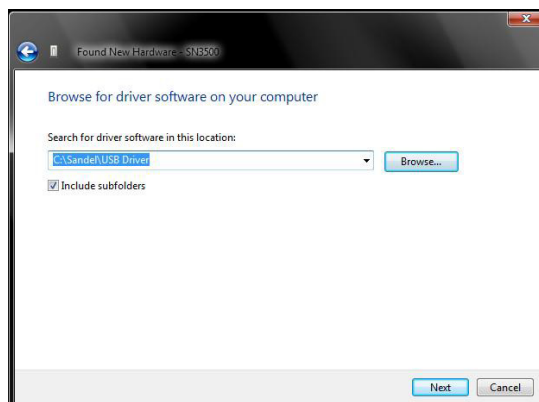 Found New Hardware - SN3500
Browse for driver software on your computer
Search for driver software in this location:
C:\Sandel\USB Driver
Browse...
Include subfolders
Next
Cancel